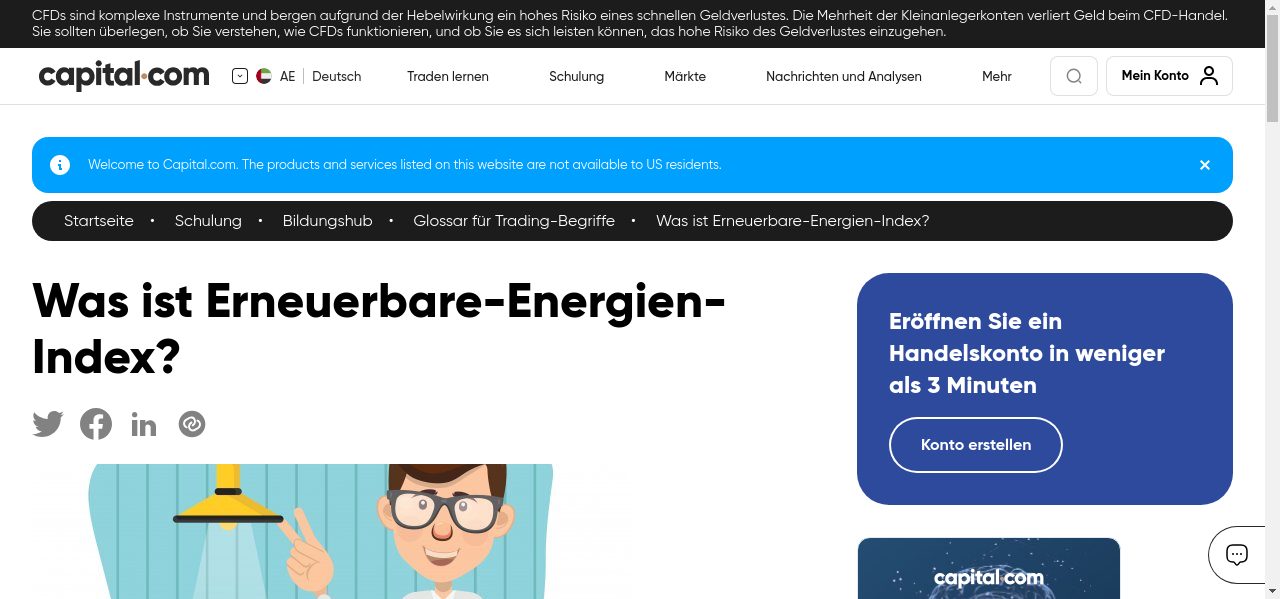 CFDs sind komplexe Instrumente und bergen aufgrund der Hebelwirkung ein hohes Risiko eines schnellen Geldverlustes. Die Mehrheit der Kleinanlegerkonten verliert Geld beim CFD-Handel.
Sie sollten überlegen, ob Sie verstehen, wie CFDs funktionieren, und ob Sie es sich leisten können, das hohe Risiko des Geldverlustes einzugehen.
capital.com AE Deutsch Traden lernen Schulung Märkte Nachrichten und Analysen Mehr Mein Konto
Welcome to Capital.com. The products and services listed on this website are not available to US residents.
Startseite • Schulung • Bildungshub • Glossar für Trading-Begriffe • Was ist Erneuerbare-Energien-Index?
Was ist Erneuerbare-Energien-
Index?
Eröffnen Sie ein
Handelskonto in weniger
als 3 Minuten
Konto erstellen
capital.com